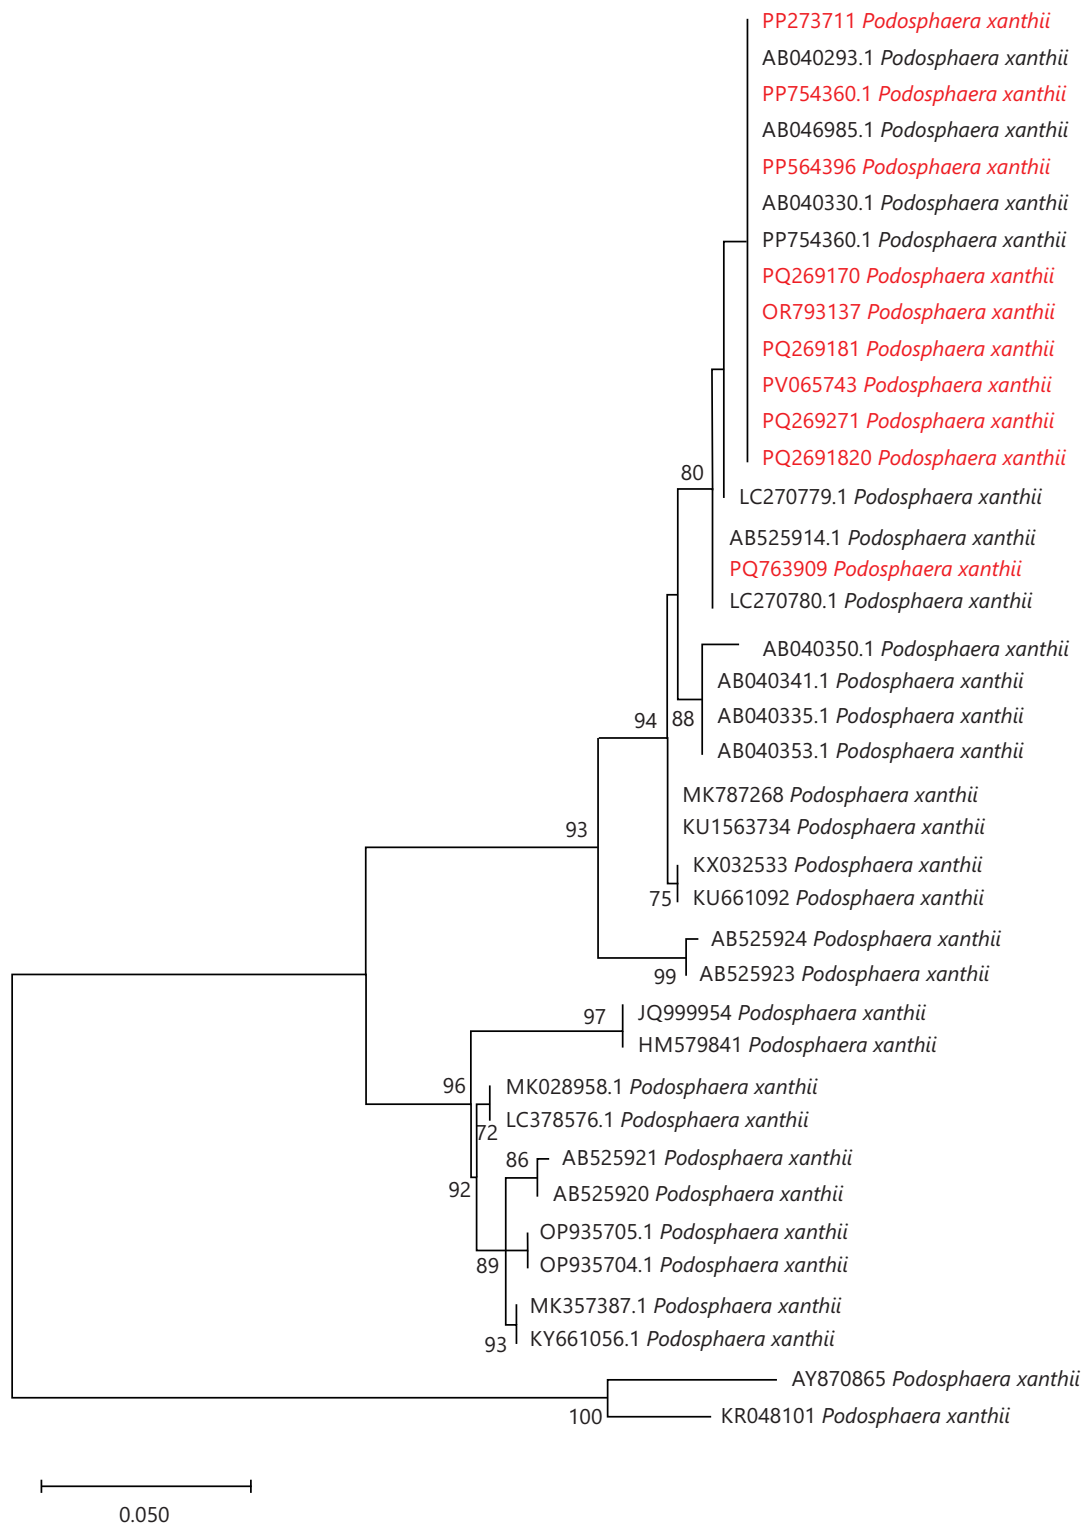 PP273711 Podosphaera xanthii
AB040293.1 Podosphaera xanthii
PP754360.1 Podosphaera xanthii
AB046985.1 Podosphaera xanthii
PP564396 Podosphaera xanthii
AB040330.1 Podosphaera xanthii
PP754360.1 Podosphaera xanthii
PQ269170 Podosphaera xanthii
OR793137 Podosphaera xanthii
PQ269181 Podosphaera xanthii
PV065743 Podosphaera xanthii
PQ269271 Podosphaera xanthii
PQ2691820 Podosphaera xanthii
80
LC270779.1 Podosphaera xanthii
AB525914.1 Podosphaera xanthii
PQ763909 Podosphaera xanthii
LC270780.1 Podosphaera xanthii
AB040350.1 Podosphaera xanthii
AB040341.1 Podosphaera xanthii
94
88
AB040335.1 Podosphaera xanthii
AB040353.1 Podosphaera xanthii
MK787268 Podosphaera xanthii
93
KU1563734 Podosphaera xanthii
KX032533 Podosphaera xanthii
75
KU661092 Podosphaera xanthii
AB525924 Podosphaera xanthii
99
AB525923 Podosphaera xanthii
97
JQ999954 Podosphaera xanthii
HM579841 Podosphaera xanthii
96
MK028958.1 Podosphaera xanthii
72
LC378576.1 Podosphaera xanthii
86
AB525921 Podosphaera xanthii
92
AB525920 Podosphaera xanthii
OP935705.1 Podosphaera xanthii
89
OP935704.1 Podosphaera xanthii
MK357387.1 Podosphaera xanthii
93
KY661056.1 Podosphaera xanthii
AY870865 Podosphaera xanthii
100
KR048101 Podosphaera xanthii
0.050